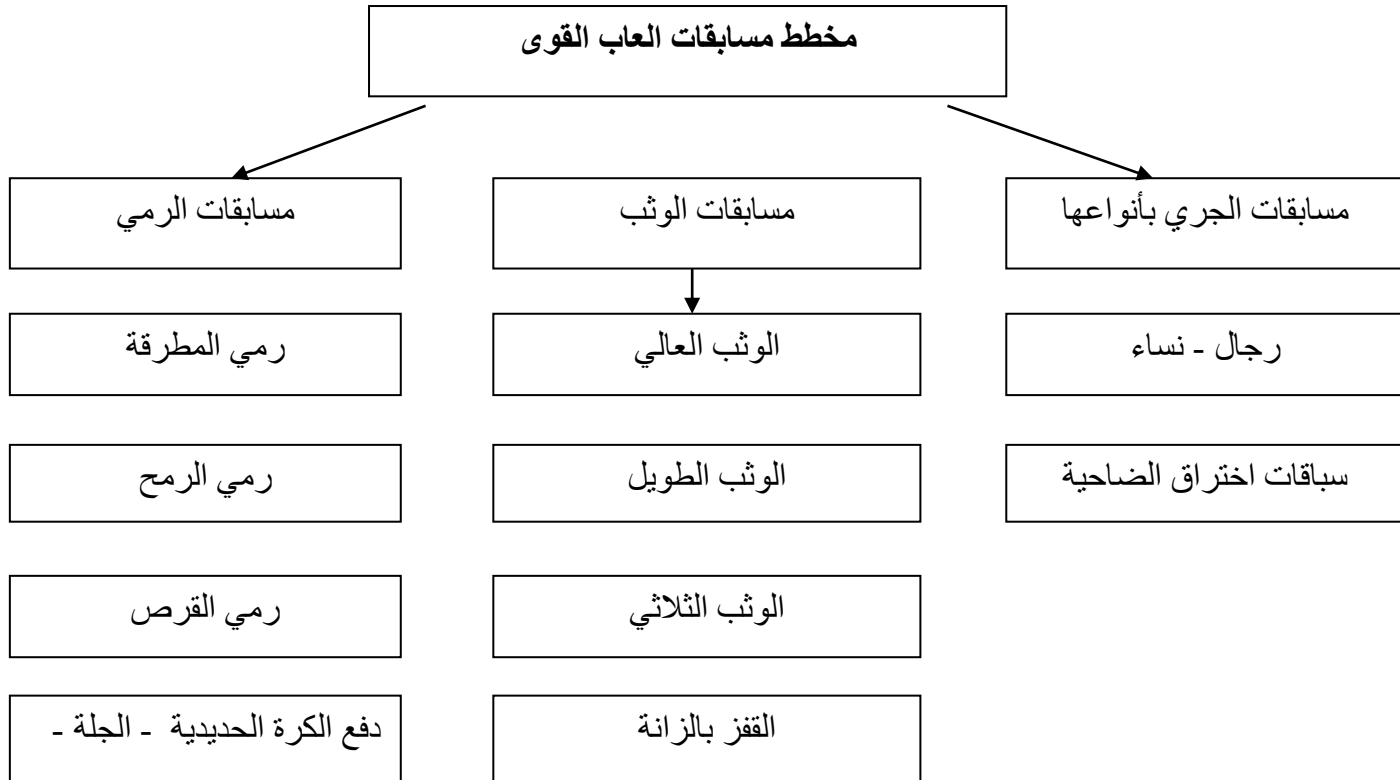 مخطط مسابقات العاب القوى
مسابقات الجري بأنواعها
مسابقات الوثب
مسابقات الرمي
رجال - نساء
الوثب العالي
رمي المطرقة
سباقات اختراق الضاحية
الوثب الطويل
رمي الرمح
الوثب الثلاثي
رمي القرص
القفز بالزانة
دفع الكرة الحديدية - الجلة -